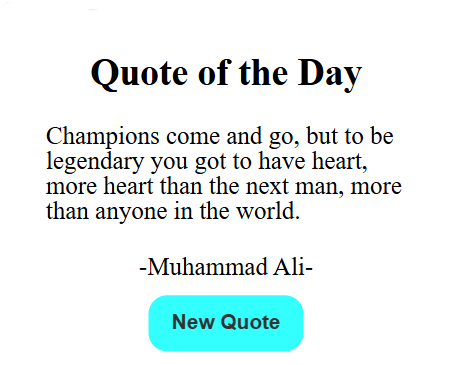 Quote of the Day
Champions come and go, but to be
legendary you got to have heart,
more heart than the next man, more
than anyone in the world.
-Muhammad Ali-
New Quote